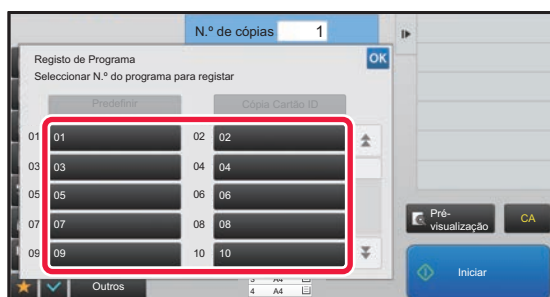 N.º de cópias 1
Registo de Programa
OK
Seleccionar N.º do programa para registar
Predefinir Cópia Cartão ID
01 01 02 02
03 03 04 04
05 05 06 06
07 07 08 08
09 09 10 10
Pré-
visualização
CA
Outros
3 A4
4 A4
Iniciar